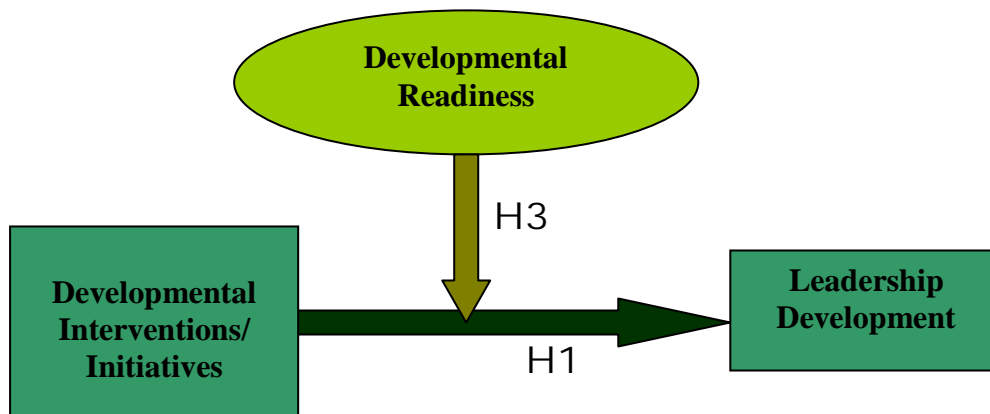 Developmental
Readiness
H3
Developmental
Interventions/
Initiatives
H1
Leadership
Development